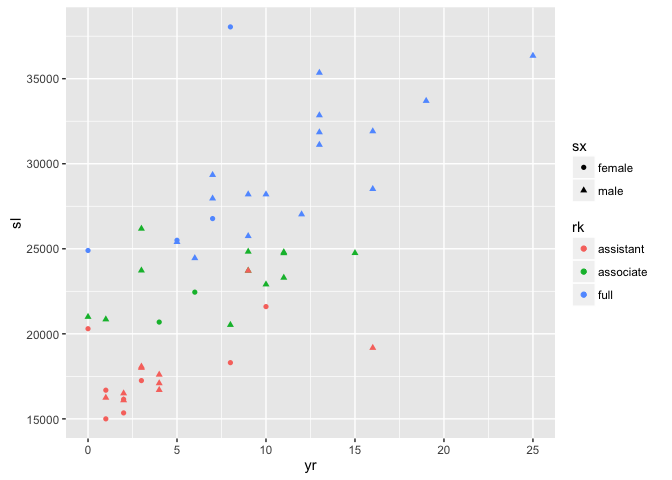 35000
30000
25000
20000
15000
0 5 10 15 20 25
yr
sl
sx
female
male
rk
assistant
associate
full